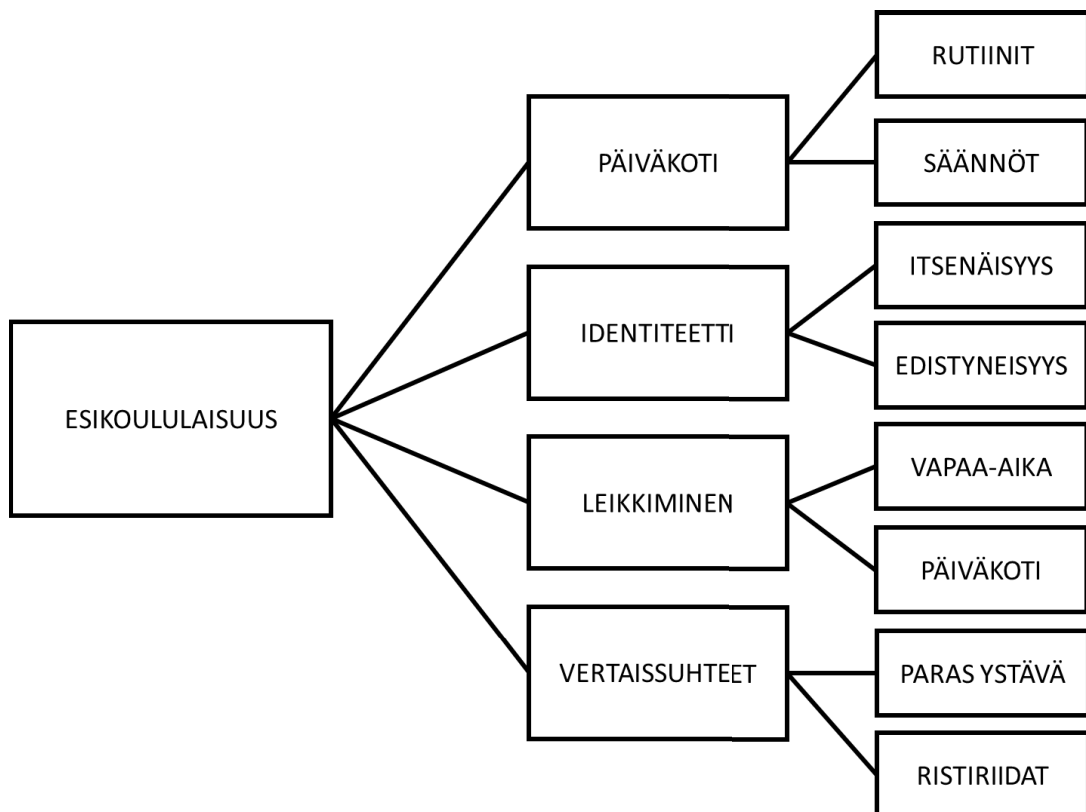 ESIKOULULAISUUS
PÄIVÄKOTI
RUTIINIT
SÄÄNNÖT
IDENTITEETTI
ITSENÄISYYS
EDISTYNEISYYS
LEIKKIMINEN
VAPAA-AIKA
PÄIVÄKOTI
VERTAISSUHTEET
PARAS YSTÄVÄ
RISTIRIIDAT